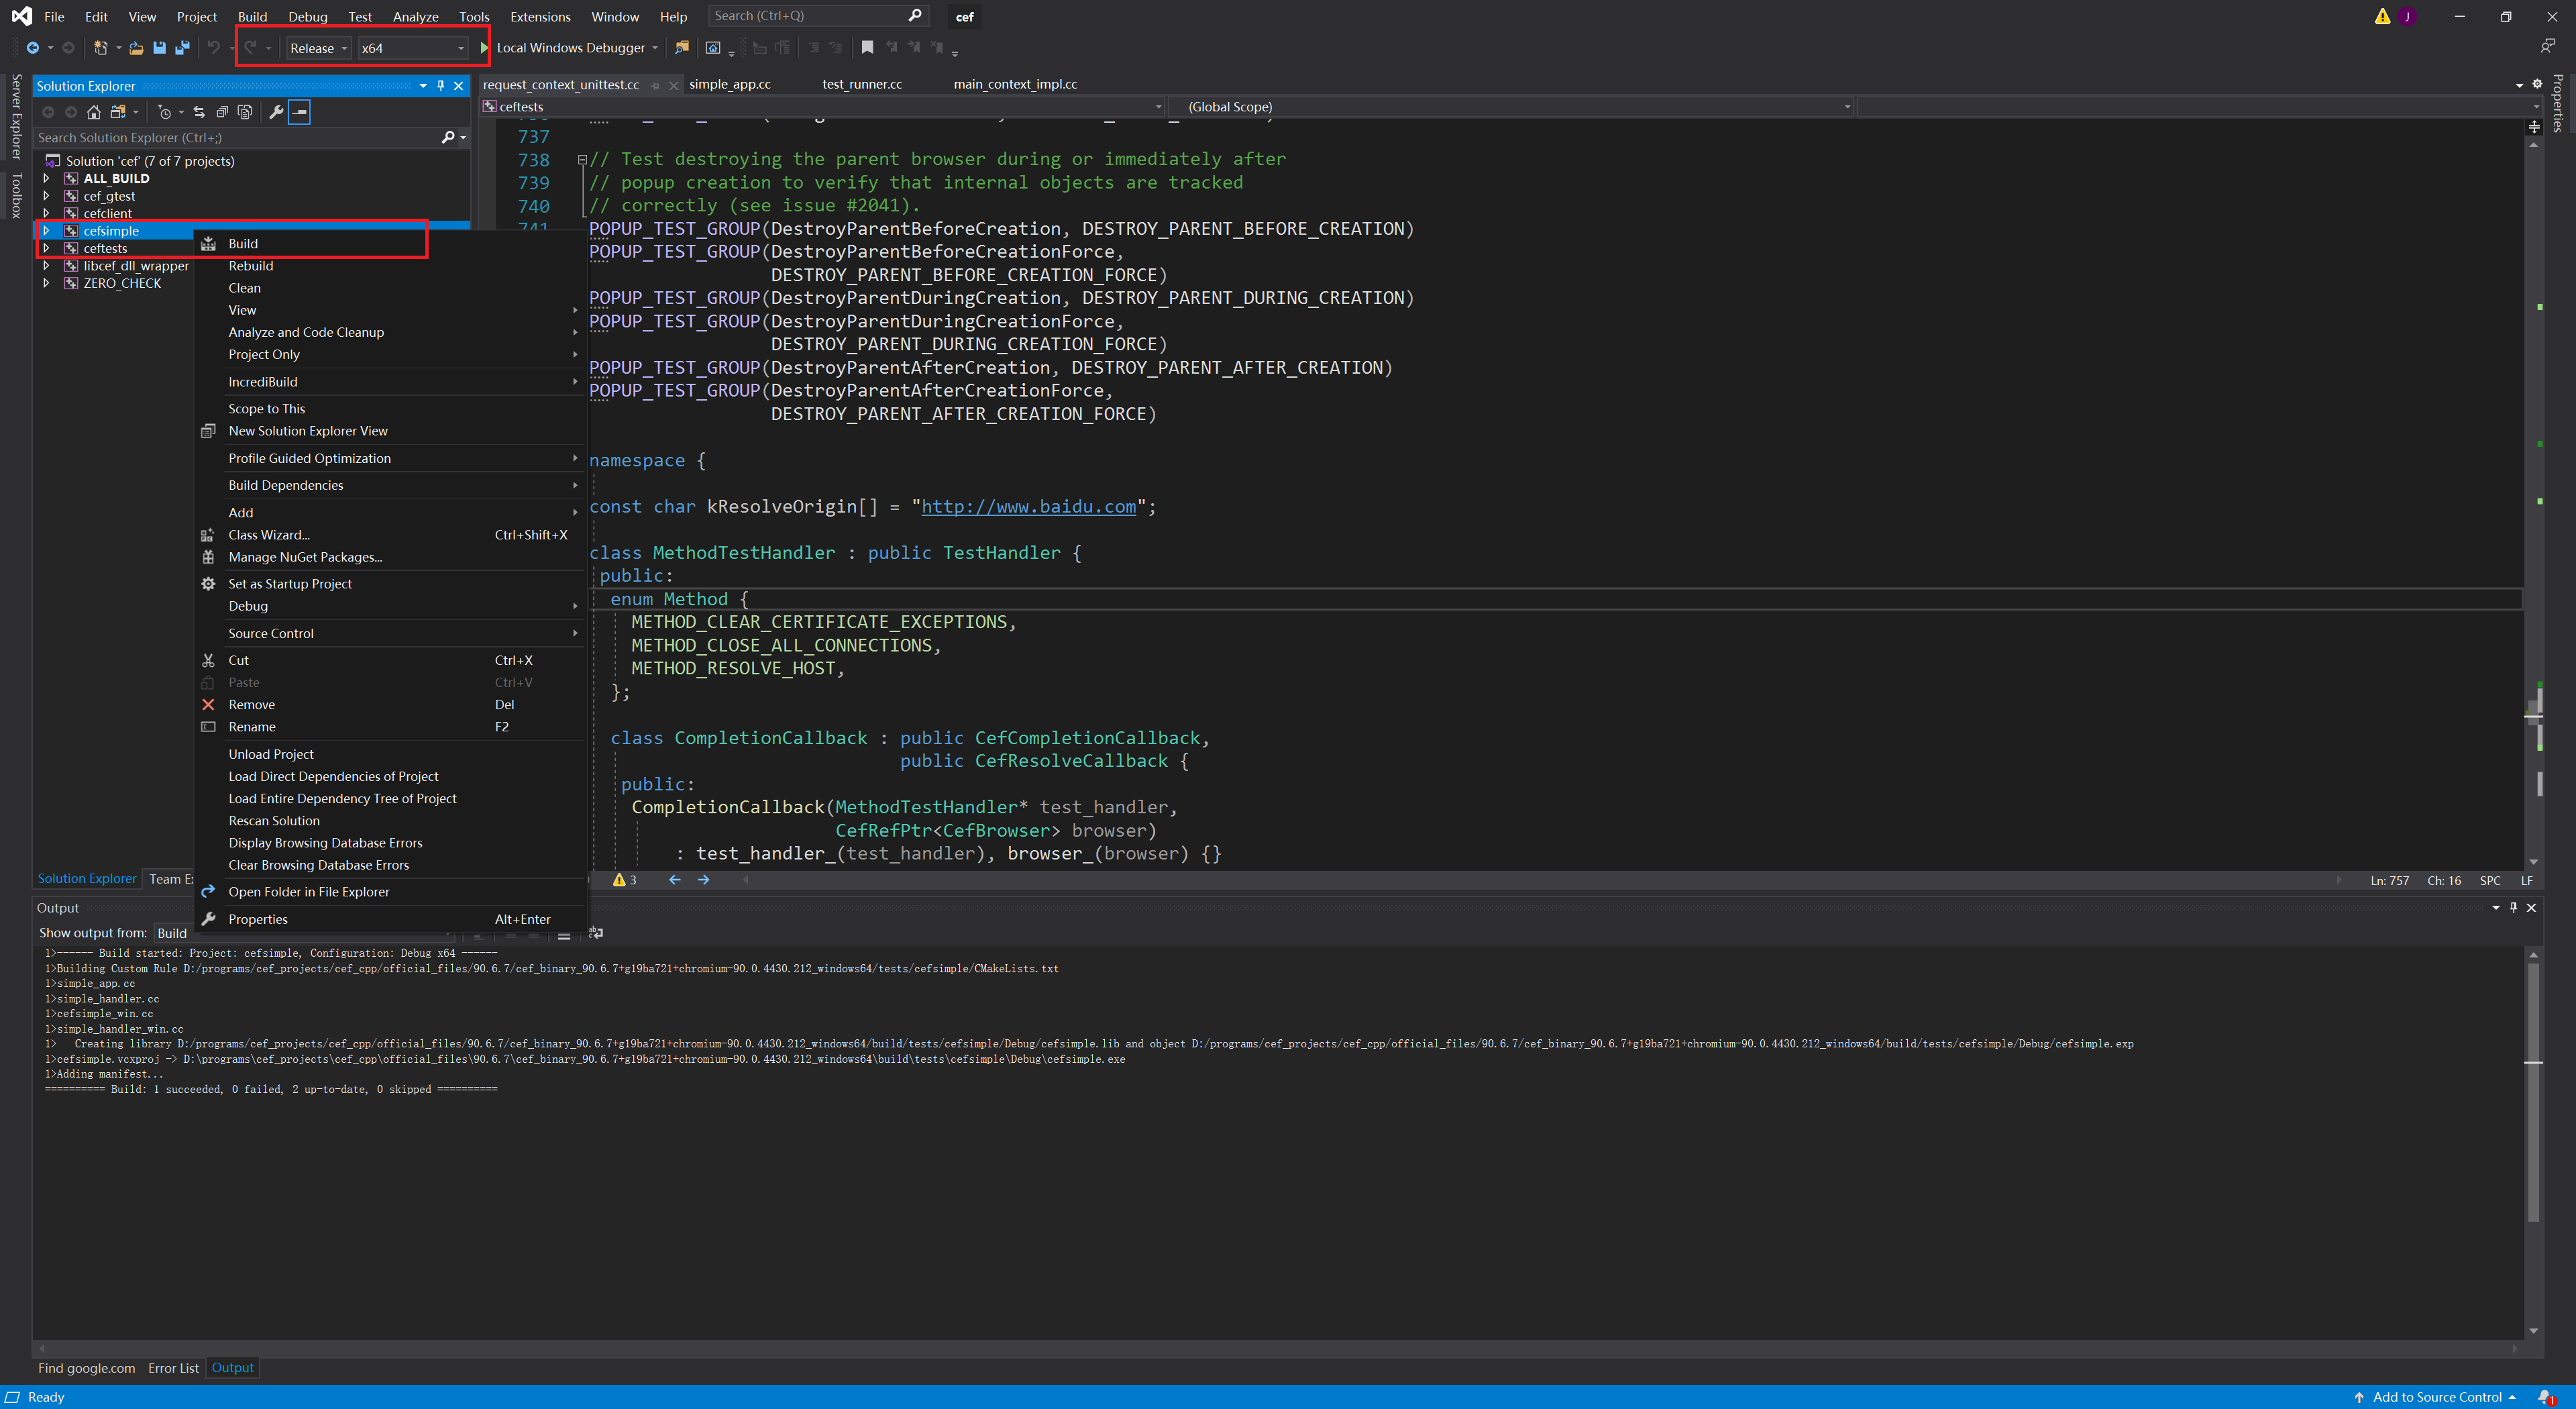 File Edit View Project Build Debug Test Analyze Tools Extensions Window Help Search (Ctrl+Q) cef J
Release x64 Local Windows Debugger
Server Explorer
Toolbox
Solution Explorer
Search Solution Explorer (Ctrl+;)
Solution 'cef' (7 of 7 projects)
ALL_BUILD
cef_gtest
cefclient
cefsimple
ceftests
libcef_dll_wrapper
ZERO_CHECK
Build
Rebuild
Clean
View
Analyze and Code Cleanup
Project Only
IncrediBuild
Scope to This
New Solution Explorer View
Profile Guided Optimization
Build Dependencies
Add
Class Wizard... Ctrl+Shift+X
Manage NuGet Packages...
Set as Startup Project
Debug
Source Control
Cut Ctrl+X
Paste Ctrl+V
Remove Del
Rename F2
Unload Project
Load Direct Dependencies of Project
Load Entire Dependency Tree of Project
Rescan Solution
Display Browsing Database Errors
Clear Browsing Database Errors
Open Folder in File Explorer
Properties Alt+Enter
Solution Explorer Team
request_context_unittest.cc simple_app.cc test_runner.cc main_context_impl.cc
Properties
ceftests (Global Scope)
737
738 // Test destroying the parent browser during or immediately after
739 // popup creation to verify that internal objects are tracked
740 // correctly (see issue #2041).
741 POPUP_TEST_GROUP(DestroyParentBeforeCreation, DESTROY_PARENT_BEFORE_CREATION)
POPUP_TEST_GROUP(DestroyParentBeforeCreationForce,
DESTROY_PARENT_BEFORE_CREATION_FORCE)
POPUP_TEST_GROUP(DestroyParentDuringCreation, DESTROY_PARENT_DURING_CREATION)
POPUP_TEST_GROUP(DestroyParentDuringCreationForce,
DESTROY_PARENT_DURING_CREATION_FORCE)
POPUP_TEST_GROUP(DestroyParentAfterCreation, DESTROY_PARENT_AFTER_CREATION)
POPUP_TEST_GROUP(DestroyParentAfterCreationForce,
DESTROY_PARENT_AFTER_CREATION_FORCE)
namespace {
const char kResolveOrigin[] = "http://www.baidu.com";
class MethodTestHandler : public TestHandler {
public:
enum Method {
METHOD_CLEAR_CERTIFICATE_EXCEPTIONS,
METHOD_CLOSE_ALL_CONNECTIONS,
METHOD_RESOLVE_HOST,
};
class CompletionCallback : public CefCompletionCallback,
public CefResolveCallback {
public:
CompletionCallback(MethodTestHandler* test_handler,
CefRefPtr<CefBrowser> browser)
: test_handler_(test_handler), browser_(browser) {}
3 Ln: 757 Ch: 16 SPC LF
Output
Show output from: Build
1>------ Build started: Project: cefsimple, Configuration: Debug x64 ------
1>Building Custom Rule D:/programs/cef_projects/cef_cpp/official_files/90.6.7/cef_binary_90.6.7+g19ba721+chromium-90.0.4430.212_windows64/tests/cefsimple/CMakeLists.txt
1>simple_app.cc
1>simple_handler.cc
1>cefsimple_win.cc
1>simple_handler_win.cc
1> Creating library D:/programs/cef_projects/cef_cpp/official_files/90.6.7/cef_binary_90.6.7+g19ba721+chromium-90.0.4430.212_windows64/build/tests/cefsimple/Debug/cefsimple.lib and object D:/programs/cef_projects/cef_cpp/official_files/90.6.7/cef_binary_90.6.7+g19ba721+chromium-90.0.4430.212_windows64/build/tests/cefsimple/Debug/cefsimple.exp
1>cefsimple.vcxproj -> D:\programs\cef_projects\cef_cpp\official_files\90.6.7\cef_binary_90.6.7+g19ba721+chromium-90.0.4430.212_windows64\build\tests\cefsimple\Debug\cefsimple.exe
1>Adding manifest...
========== Build: 1 succeeded, 0 failed, 2 up-to-date, 0 skipped ==========
Find google.com Error List Output
Ready Add to Source Control 1